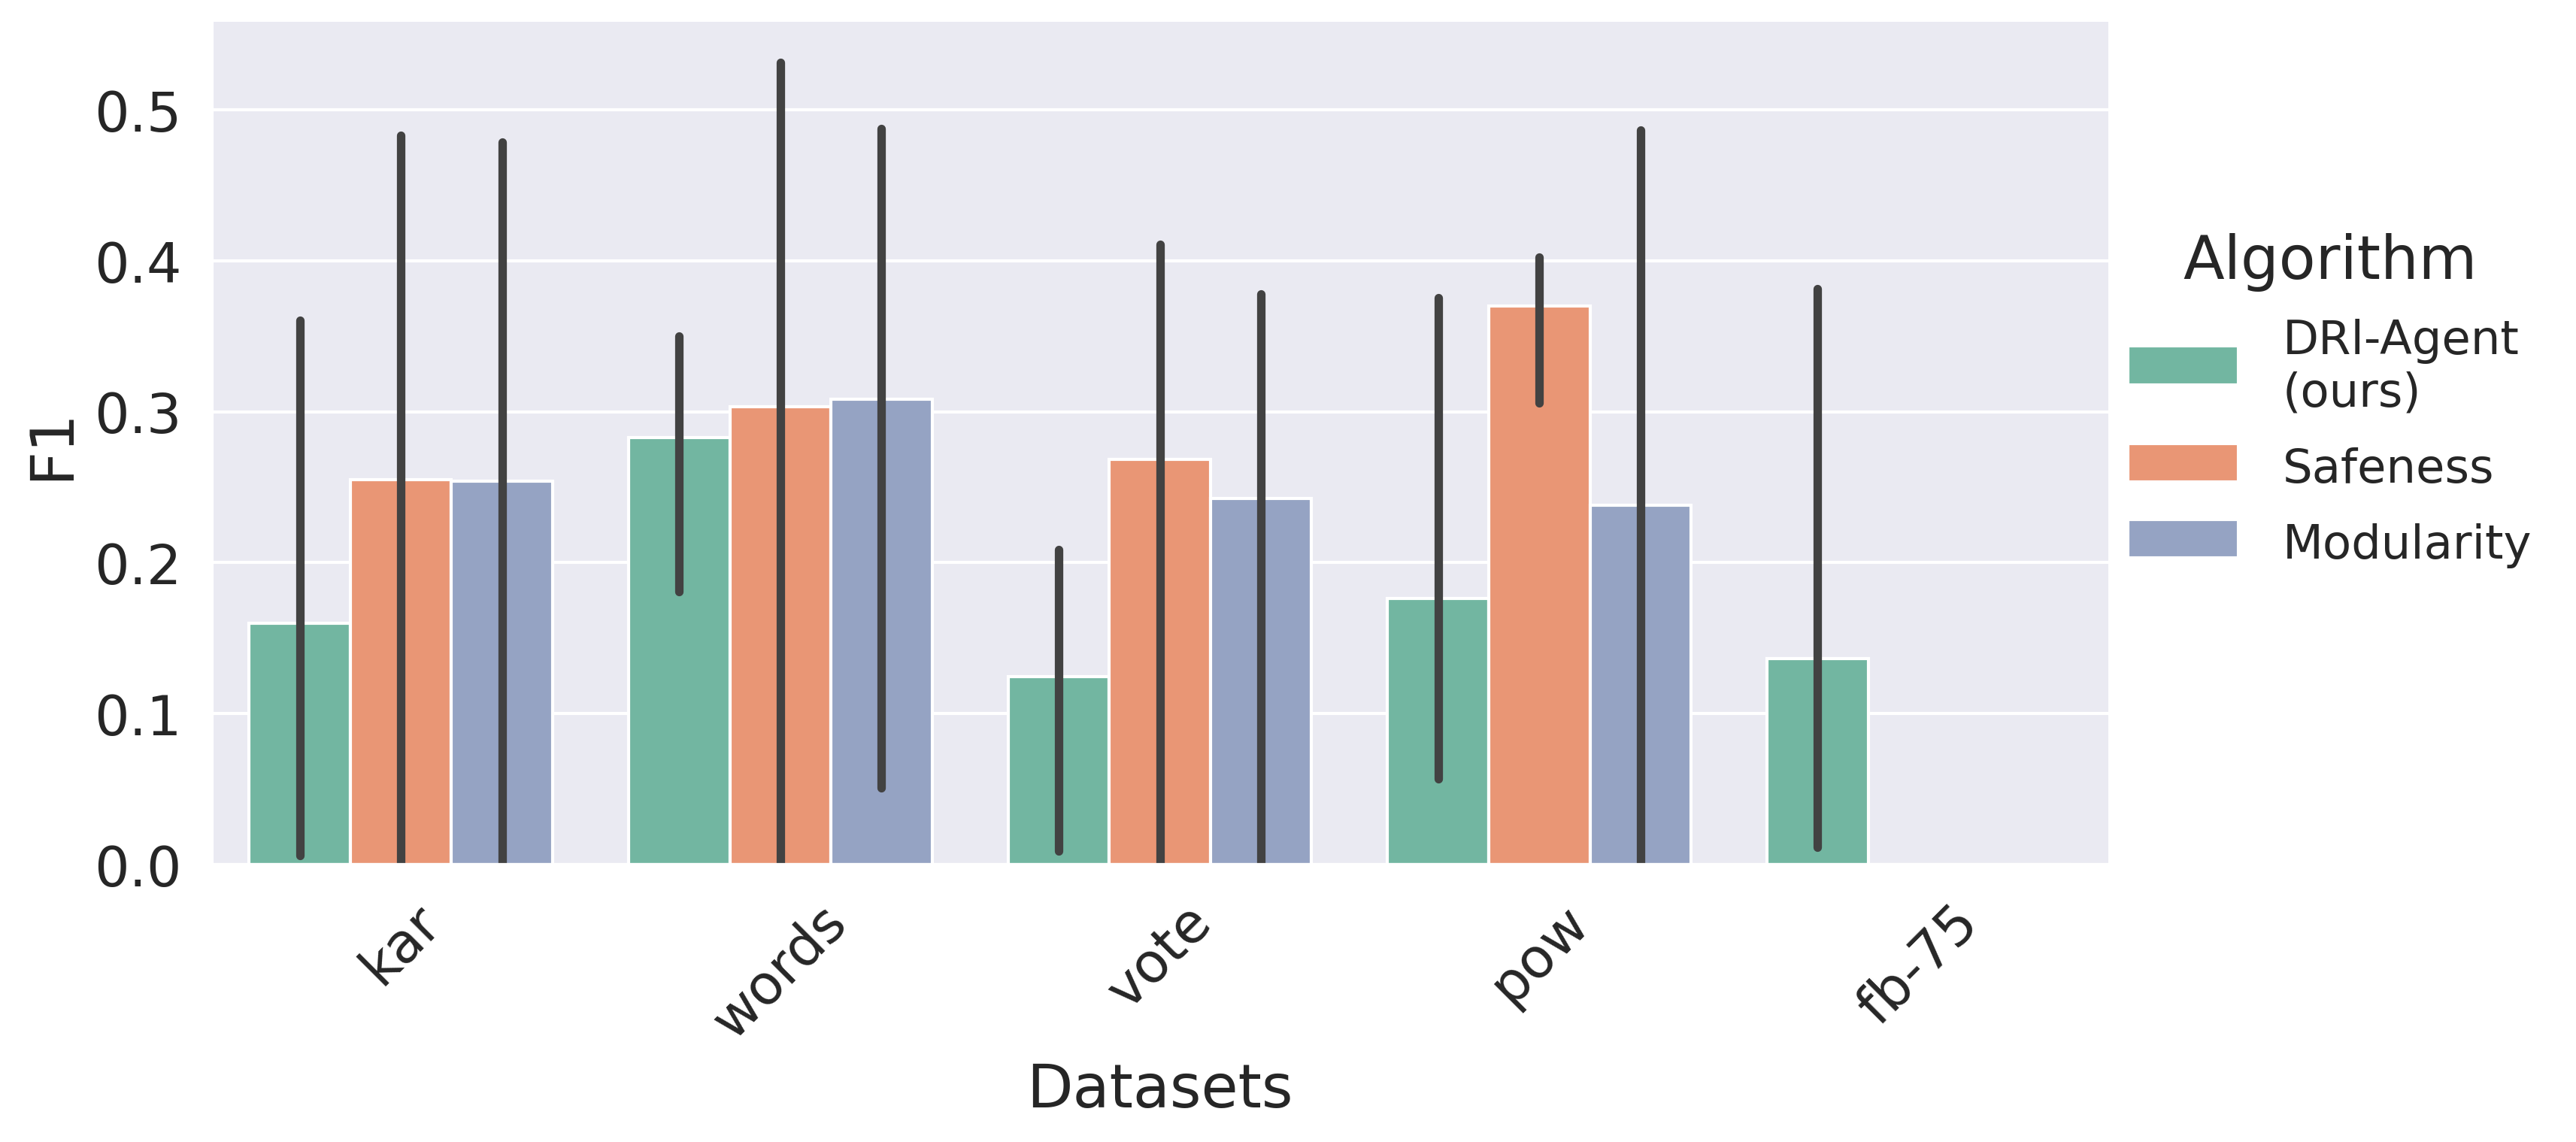 F1
0.5
0.4
0.3
0.2
0.1
0.0
kar
words
vote
pow
fb-75
Datasets
Algorithm
DRl-Agent
(ours)
Safeness
Modularity